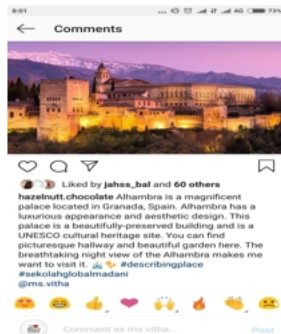 8:01
4G
73%
Comments
Liked by jahss_bal and 60 others
hazelnutt.chocolate Alhambra is a magnificent
palace located in Granada, Spain. Alhambra has a
luxurious appearance and aesthetic design. This
palace is a beautifully-preserved building and is a
UNESCO cultural heritage site. You can find
picturesque hallway and beautiful garden here. The
breathtaking night view of the Alhambra makes me
want to visit it. #describingplace
#sekolahglobalmadani
@ms.vitha
Comment as ms.vitha...
Post